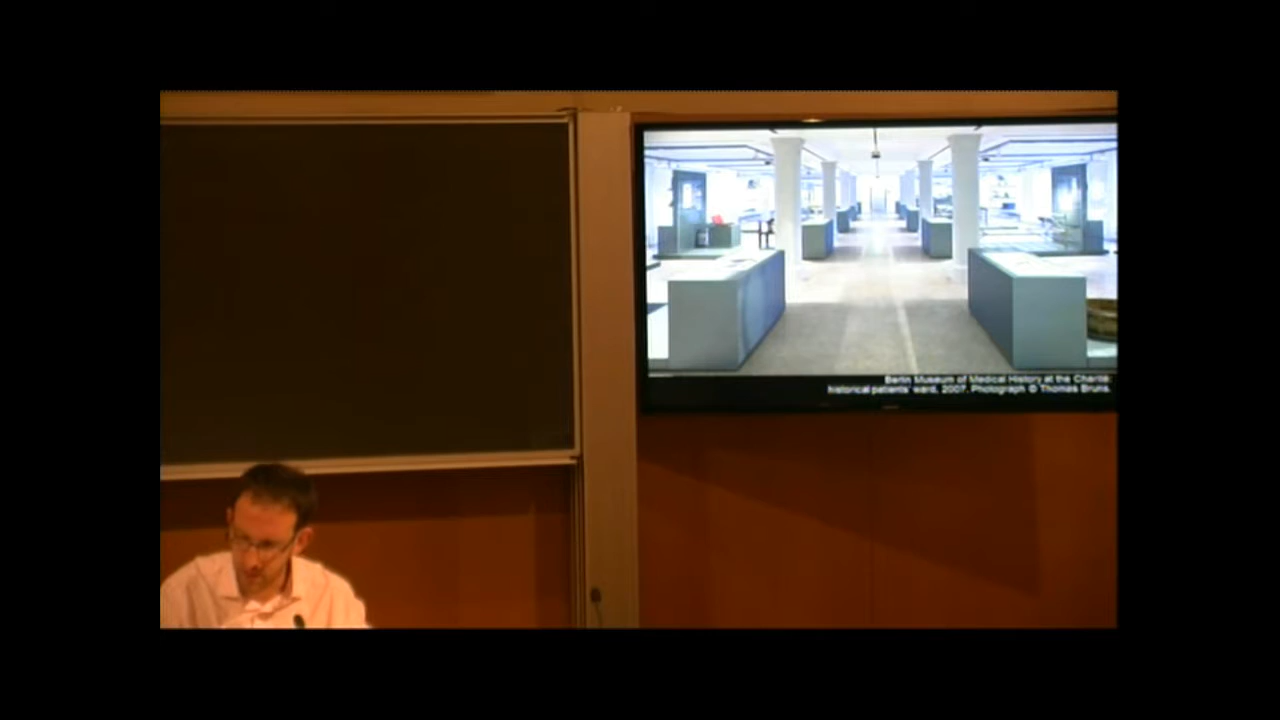 Berlin Museum of Medical History at the Charité:
historical patients' ward, 2007. Photograph © Thomas Bruns.